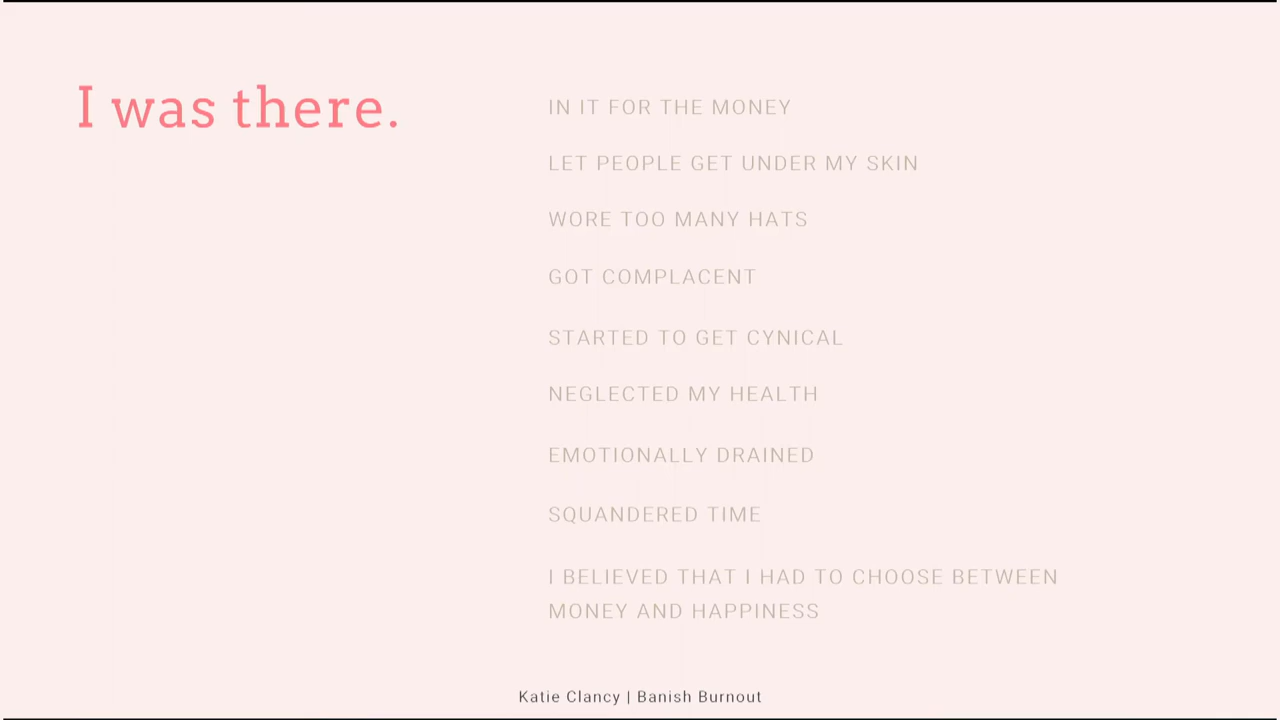 I was there.
IN IT FOR THE MONEY
LET PEOPLE GET UNDER MY SKIN
WORE TOO MANY HATS
GOT COMPLACENT
STARTED TO GET CYNICAL
NEGLECTED MY HEALTH
EMOTIONALLY DRAINED
SQUANDERED TIME
I BELIEVED THAT I HAD TO CHOOSE BETWEEN
MONEY AND HAPPINESS
Katie Clancy | Banish Burnout